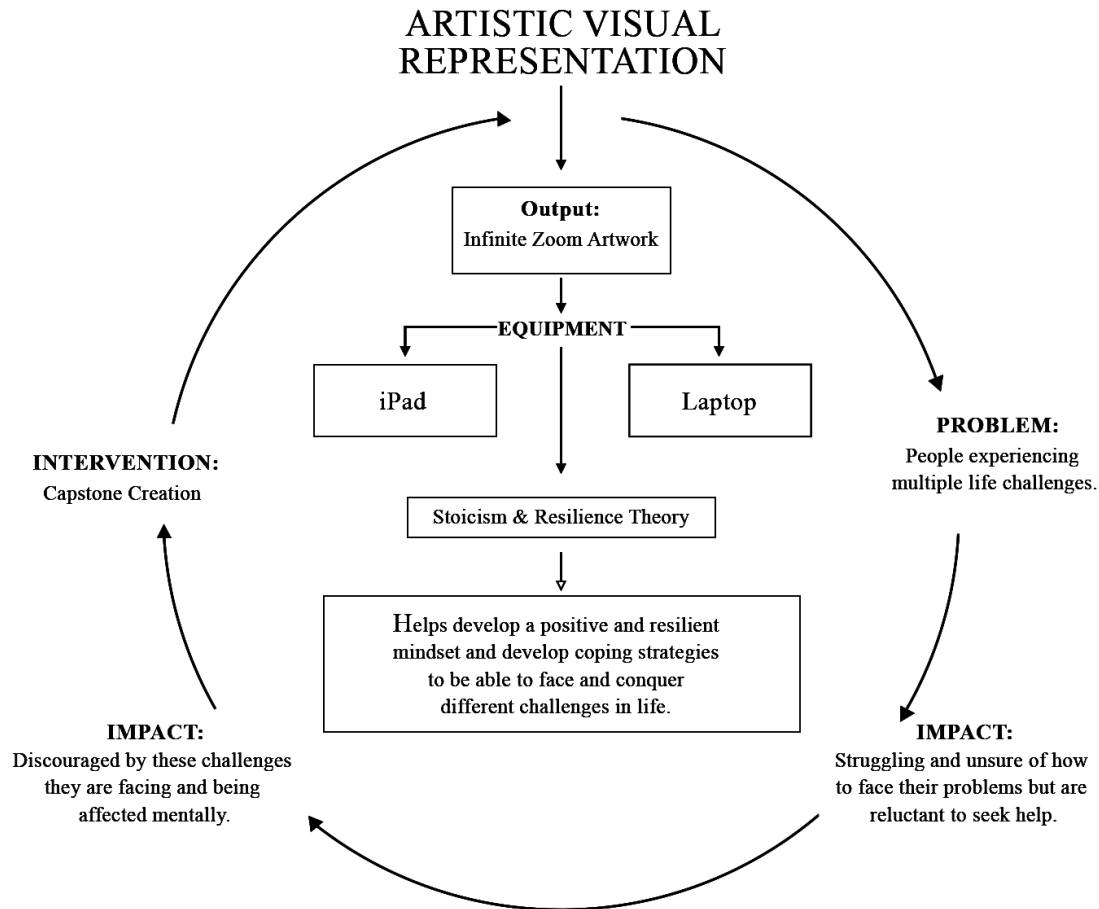 ARTISTIC VISUAL
REPRESENTATION
Output:
Infinite Zoom Artwork
EQUIPMENT
iPad
Laptop
PROBLEM:
People experiencing
multiple life challenges.
INTERVENTION:
Capstone Creation
Stoicism & Resilience Theory
Helps develop a positive and resilient
mindset and develop coping strategies
to be able to face and conquer
different challenges in life.
IMPACT:
Struggling and unsure of how
to face their problems but are
reluctant to seek help.
IMPACT:
Discouraged by these challenges
they are facing and being
affected mentally.